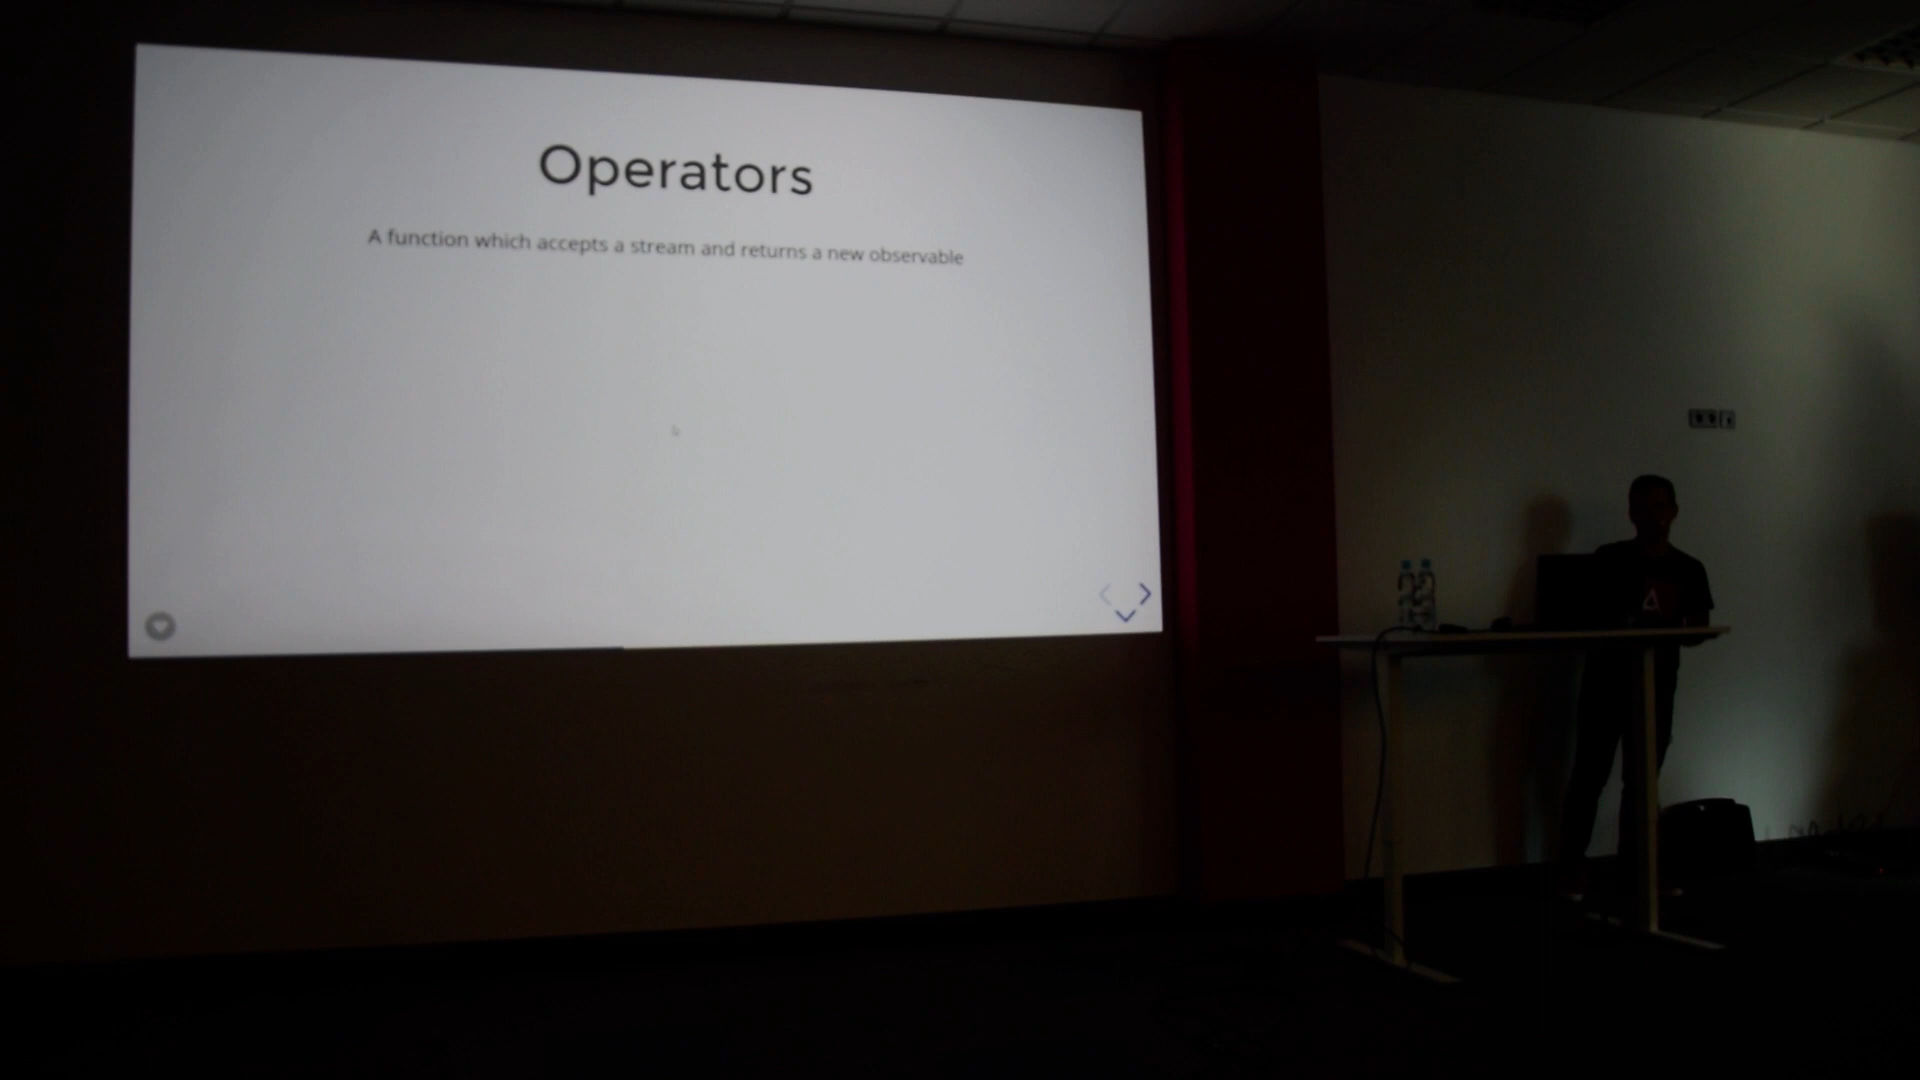 Operators
A function which accepts a stream and returns a new observable